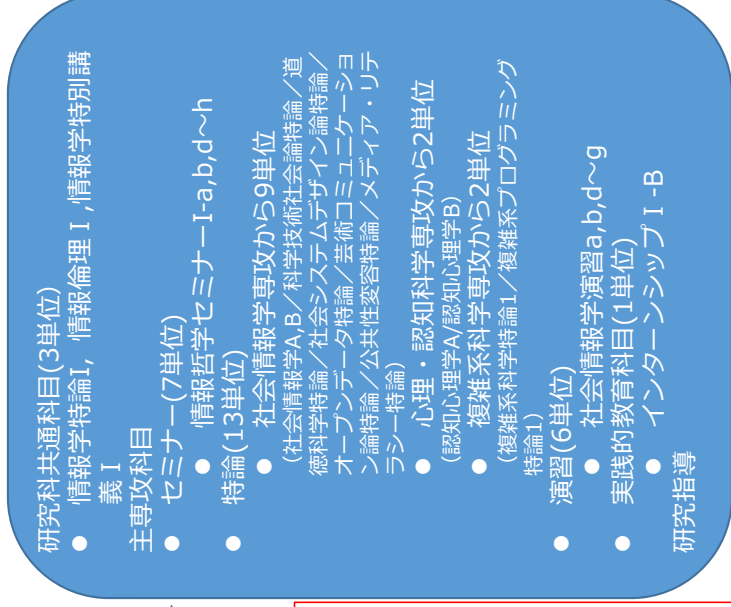 研究科共通科目(3単位)
● 情報学特論I, 情報倫理Ⅰ,情報学特別講
義Ⅰ
主専攻科目
● セミナー(7単位)
● 情報哲学セミナーI-a,b,d～h
● 特論(13単位)
● 社会情報学専攻から9単位
(社会情報学A,B／科学技術社会論特論／道
徳科学特論／社会システムデザイン論特論／
オープンデータ特論／芸術コミュニケーショ
ン論特論／公共性変容特論／メディア・リテ
ラシー特論)
● 心理・認知科学専攻から2単位
(認知心理学A/認知心理学B)
● 複雑系科学専攻から2単位
(複雑系科学特論1／複雑系プログラミング
特論1)
● 演習(6単位)
● 社会情報学演習a,b,d～g
● 実践的教育科目(1単位)
● インターンシップⅠ-B
研究指導